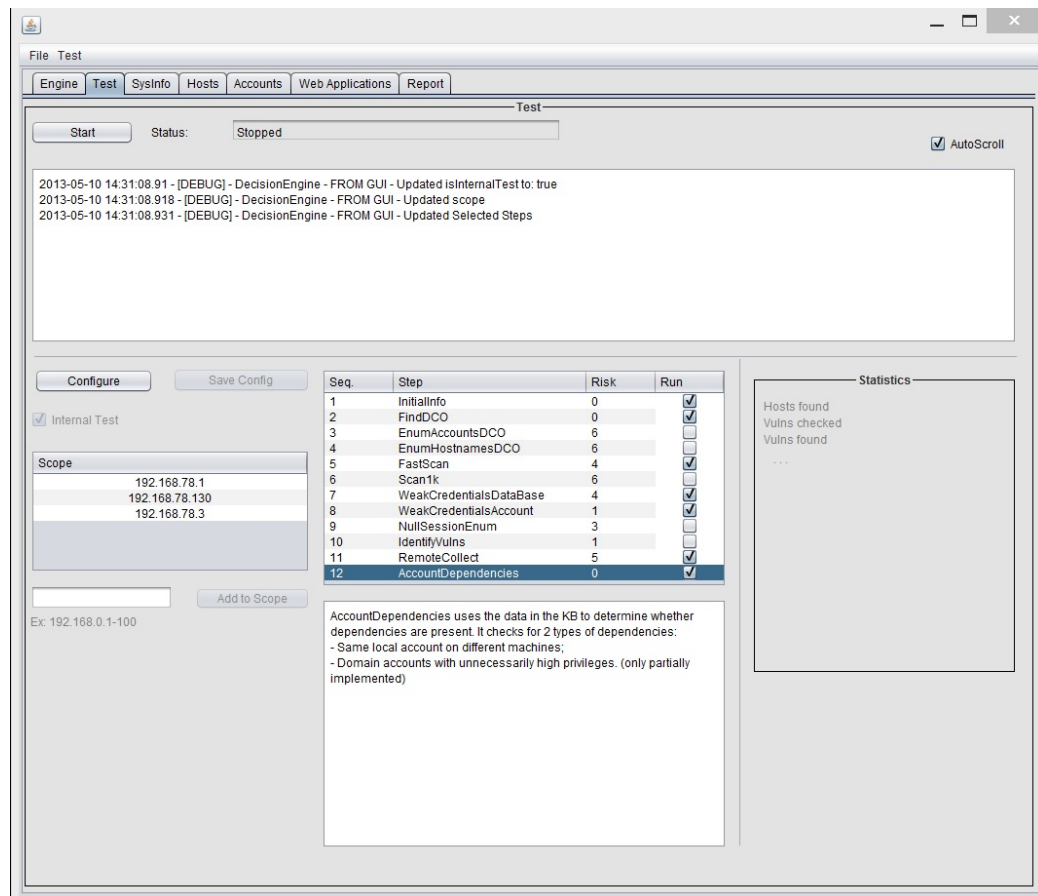 File Test
Engine Test SysInfo Hosts Accounts Web Applications Report
Test
Start Status: Stopped
AutoScroll
2013-05-10 14:31:08.91 - [DEBUG] - DecisionEngine - FROM GUI - Updated isInternalTest to: true
2013-05-10 14:31:08.918 - [DEBUG] - DecisionEngine - FROM GUI - Updated scope
2013-05-10 14:31:08.931 - [DEBUG] - DecisionEngine - FROM GUI - Updated Selected Steps
Configure Save Config
Internal Test
Scope
192.168.78.1
192.168.78.130
192.168.78.3
Add to Scope
Ex: 192.168.0.1-100
Seq. Step Risk Run
1 InitialInfo 0
2 FindDCO 0
3 EnumAccountsDCO 6
4 EnumHostnamesDCO 6
5 FastScan 4
6 Scan1k 6
7 WeakCredentialsDataBase 4
8 WeakCredentialsAccount 1
9 NullSessionEnum 3
10 IdentifyVulns 1
11 RemoteCollect 5
12 AccountDependencies 0
AccountDependencies uses the data in the KB to determine whether
dependencies are present. It checks for 2 types of dependencies:
- Same local account on different machines;
- Domain accounts with unnecessarily high privileges. (only partially
implemented)
Statistics
Hosts found
Vulns checked
Vulns found
. . .